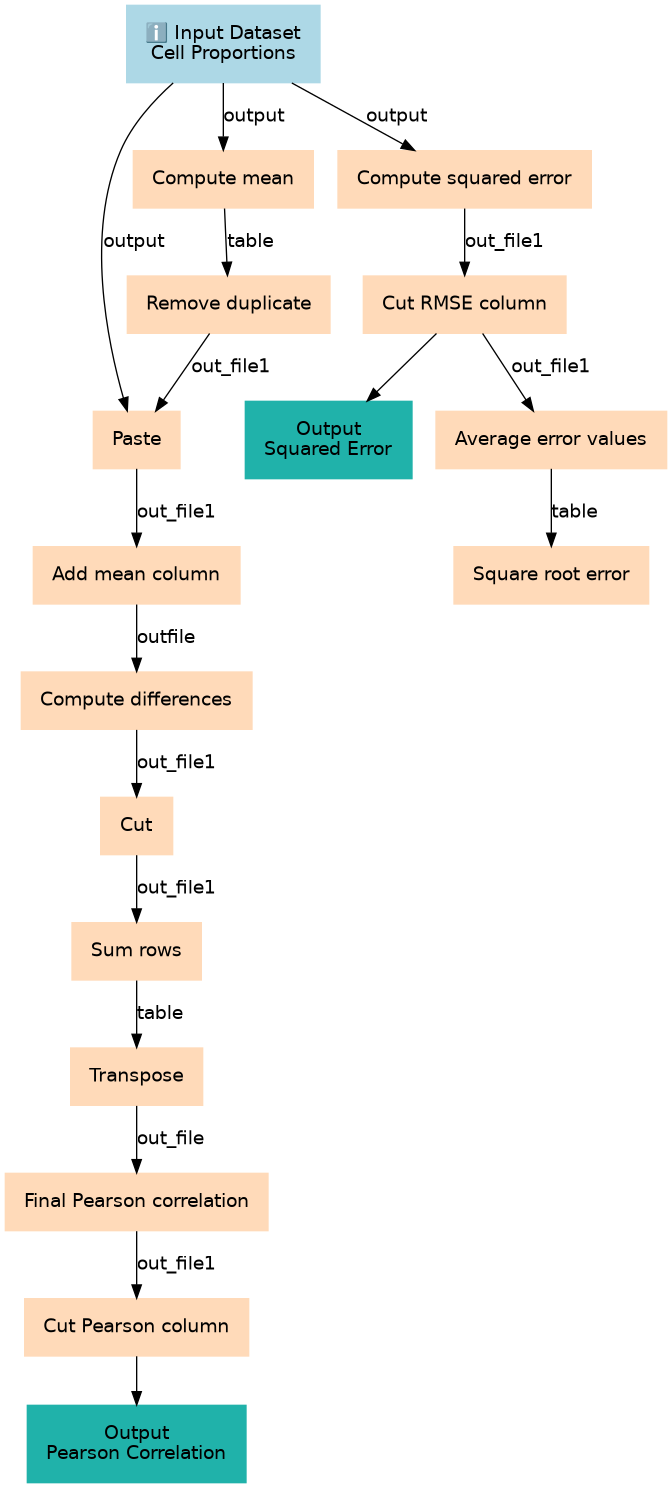 ℹ️ Input Dataset
Cell Proportions
output
output
output
Compute mean
Compute squared error
table
out_file1
Remove duplicate
Cut RMSE column
out_file1
out_file1
Paste
Output
Squared Error
Average error values
out_file1
table
Add mean column
Square root error
outfile
Compute differences
out_file1
Cut
out_file1
Sum rows
table
Transpose
out_file
Final Pearson correlation
out_file1
Cut Pearson column
Output
Pearson Correlation